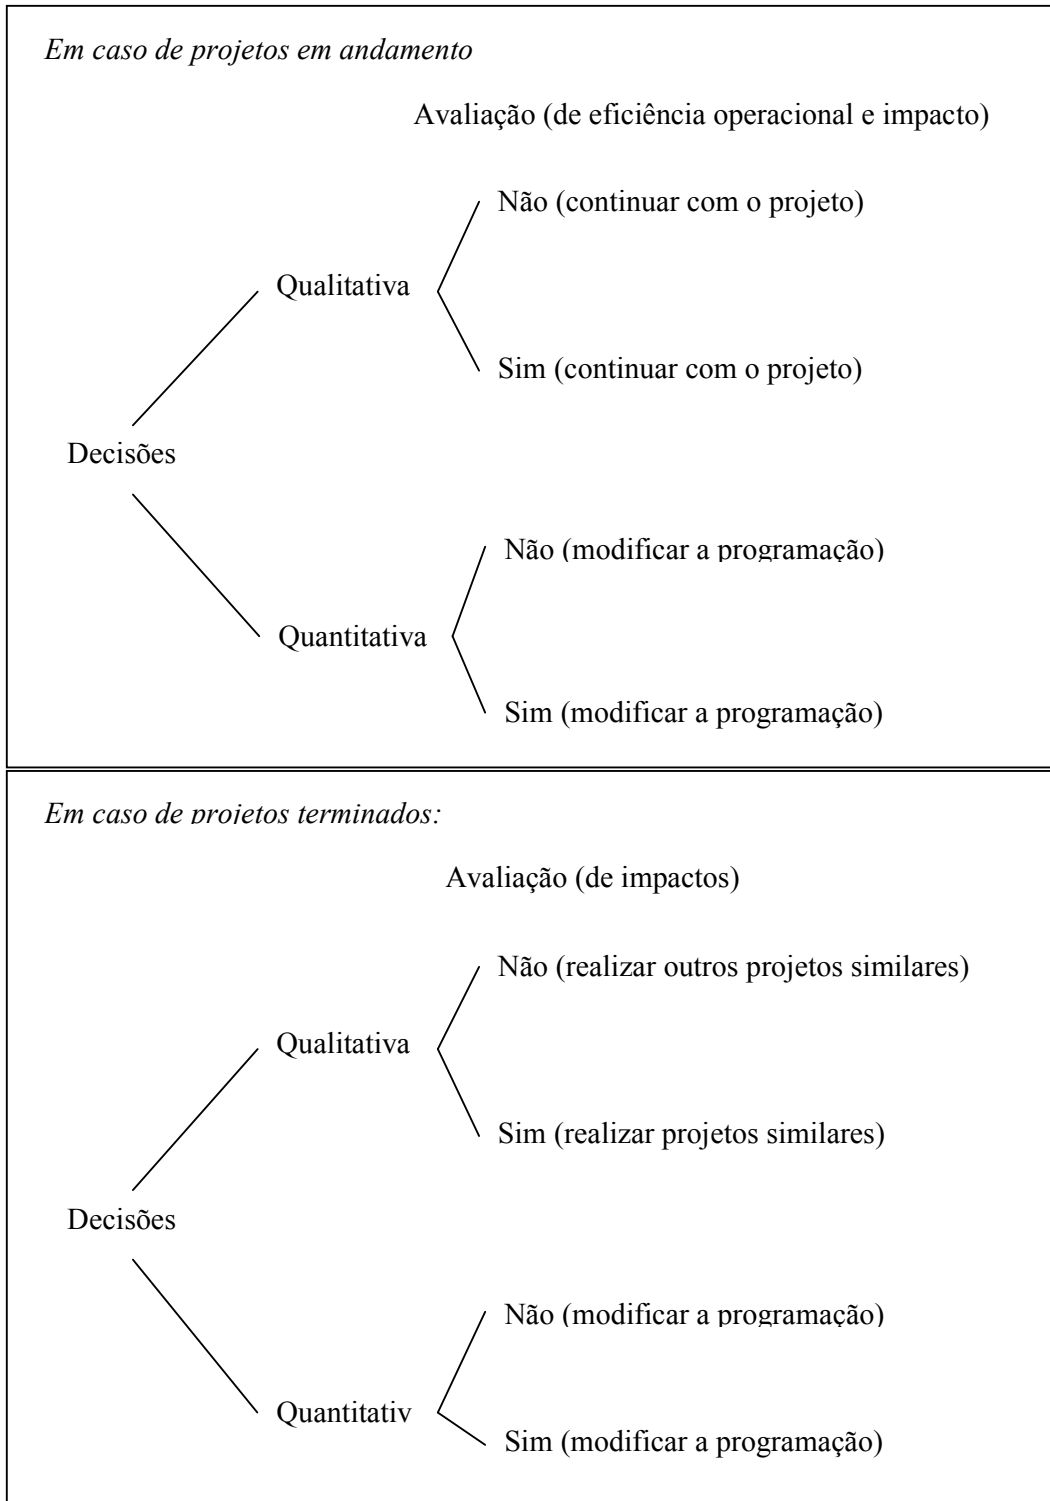 Em caso de projetos em andamento
Avaliação (de eficiência operacional e impacto)
Não (continuar com o projeto)
Qualitativa
Sim (continuar com o projeto)
Decisões
Não (modificar a programação)
Quantitativa
Sim (modificar a programação)
Em caso de projetos terminados:
Avaliação (de impactos)
Não (realizar outros projetos similares)
Qualitativa
Sim (realizar projetos similares)
Decisões
Não (modificar a programação)
Quantitativ
Sim (modificar a programação)